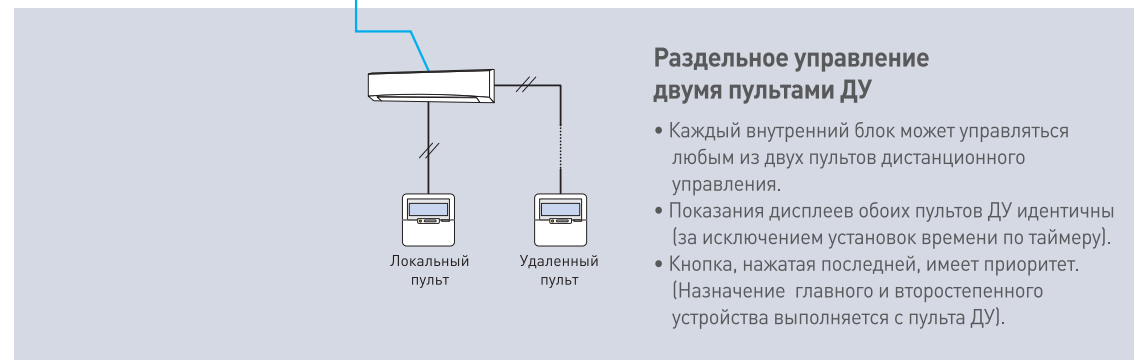 Раздельное управление
двумя пультами ДУ
• Каждый внутренний блок может управляться
любым из двух пультов дистанционного
управления.
• Показания дисплеев обоих пультов ДУ идентичны
(за исключением установок времени по таймеру).
• Кнопка, нажатая последней, имеет приоритет.
(Назначение главного и второстепенного
устройства выполняется с пульта ДУ).
Локальный
пульт
Удаленный
пульт